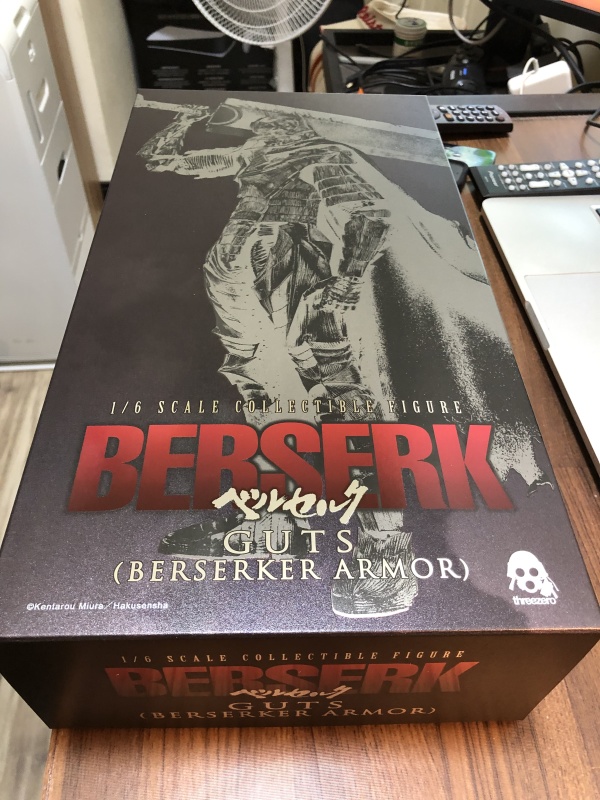 1/6 SCALE COLLECTIBLE FIGURE
BERSERK
ベルセルク
GUTS
(BERSERKER ARMOR)
threezero
©Kentarou Miura／Hakusensha
1/6 SCALE COLLECTIBLE FIGURE
BERSERK
ベルセルク
GUTS
(BERSERKER ARMOR)